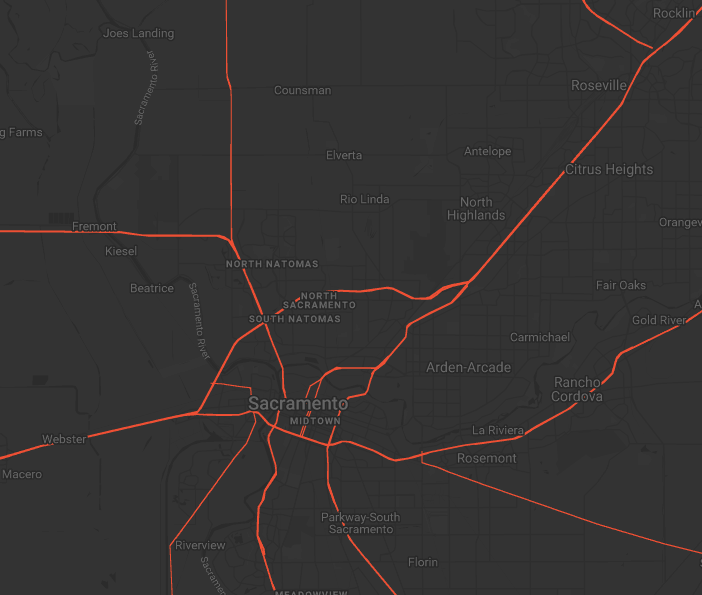 Rocklin
Joes Landing
Sacramento River
Roseville
Counsman
g Farms
Elverta
Antelope
Citrus Heights
Rio Linda
North
Highlands
Orangev
Fremont
Kiesel
NORTH NATOMAS
Beatrice
Sacramento River
NORTH
SACRAMENTO
SOUTH NATOMAS
Fair Oaks
Gold River
Carmichael
Arden-Arcade
Rancho
Cordova
Sacramento
MIDTOWN
La Riviera
Webster
Rosemont
Macero
Parkway-South
Sacramento
Riverview
Florin
Sacramen
MEADOWVIEW